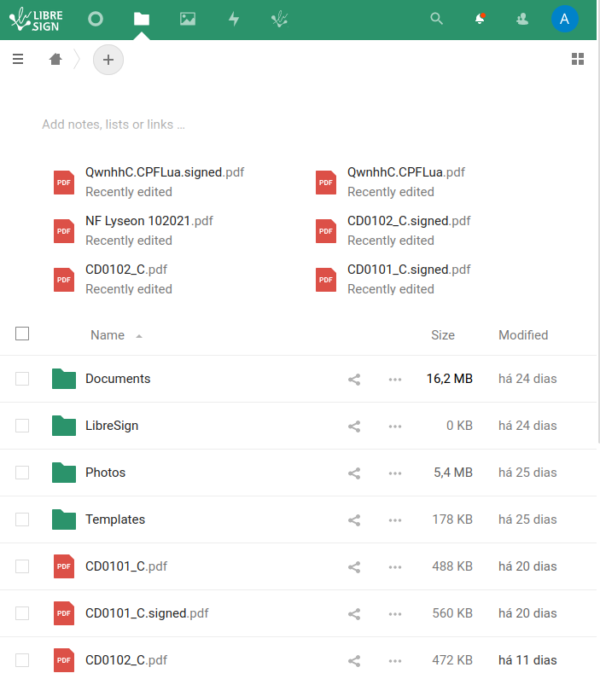 LIBRE
SIGN
A
Add notes, lists or links ...
PDF QwnhhC.CPFLua.signed.pdf
Recently edited
PDF QwnhhC.CPFLua.pdf
Recently edited
PDF NF Lyseon 102021.pdf
Recently edited
PDF CD0102_C.signed.pdf
Recently edited
PDF CD0102_C.pdf
Recently edited
PDF CD0101_C.signed.pdf
Recently edited
Name Size Modified
Documents 16,2 MB há 24 dias
LibreSign 0 KB há 24 dias
Photos 5,4 MB há 25 dias
Templates 178 KB há 25 dias
PDF CD0101_C.pdf 488 KB há 20 dias
PDF CD0101_C.signed.pdf 560 KB há 20 dias
PDF CD0102_C.pdf 472 KB há 11 dias